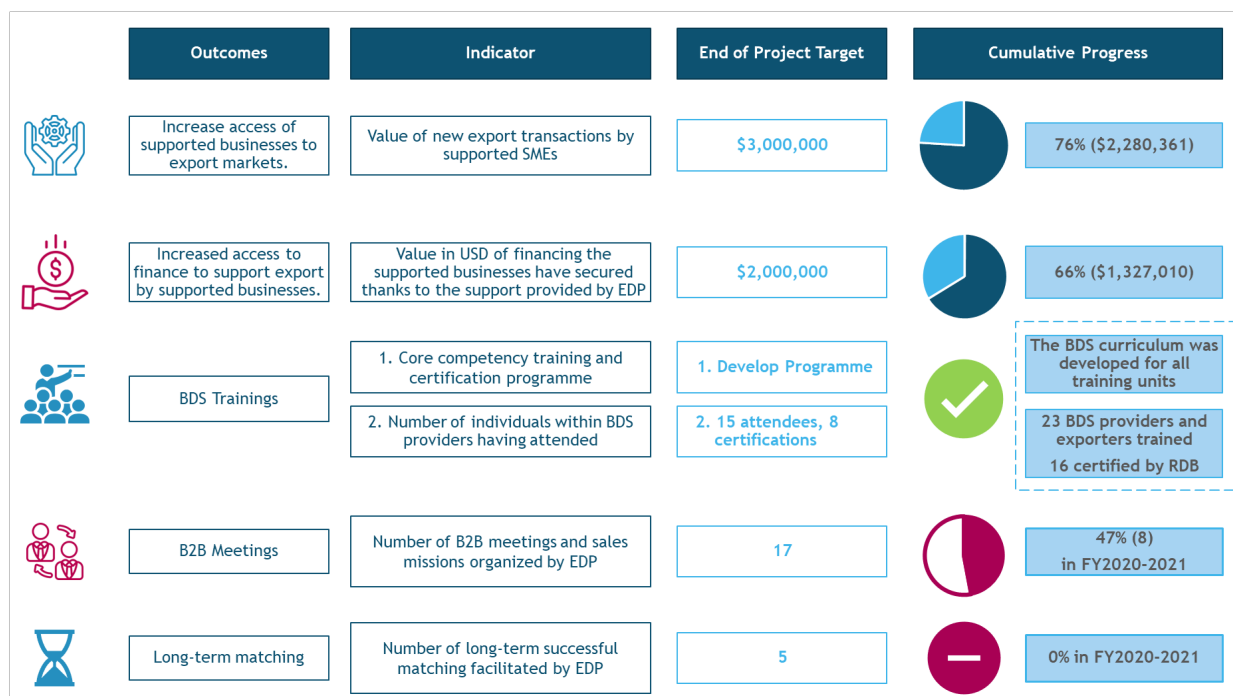 Outcomes
Indicator
End of Project Target
Cumulative Progress
Increase access of
supported businesses to
export markets.
Value of new export transactions by
supported SMEs
$3,000,000
76% ($2,280,361)
Increased access to
finance to support export
by supported businesses.
Value in USD of financing the
supported businesses have secured
thanks to the support provided by EDP
$2,000,000
66% ($1,327,010)
BDS Trainings
1. Core competency training and
certification programme
1. Develop Programme
The BDS curriculum was
developed for all
training units
2. Number of individuals within BDS
providers having attended
2. 15 attendees, 8
certifications
23 BDS providers and
exporters trained
16 certified by RDB
B2B Meetings
Number of B2B meetings and sales
missions organized by EDP
17
47% (8)
in FY2020-2021
Long-term matching
Number of long-term successful
matching facilitated by EDP
5
0% in FY2020-2021